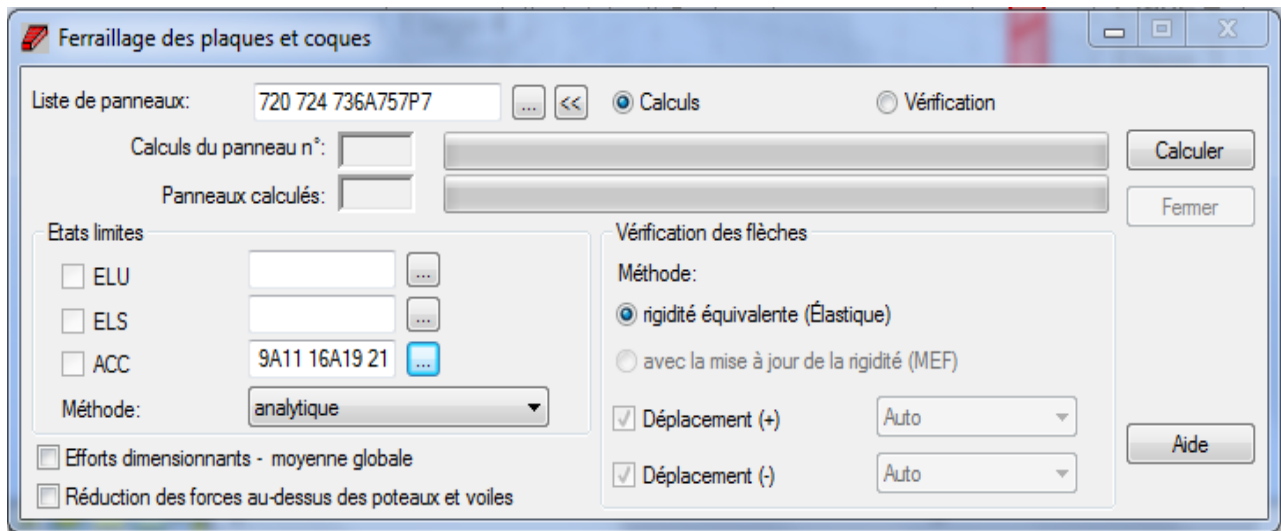 Ferraillage des plaques et coques
Liste de panneaux: 720 724 736A757P7 ... << Calculs Vérification
Calculs du panneau n°: Calculer
Panneaux calculés: Fermer
Etats limites Vérification des flèches
ELU ... Méthode:
ELS ... rigidité équivalente (Élastique)
ACC 9A11 16A19 21 ... avec la mise à jour de la rigidité (MEF)
Méthode: analytique Déplacement (+) Auto
Efforts dimensionnants - moyenne globale Déplacement (-) Auto Aide
Réduction des forces au-dessus des poteaux et voiles